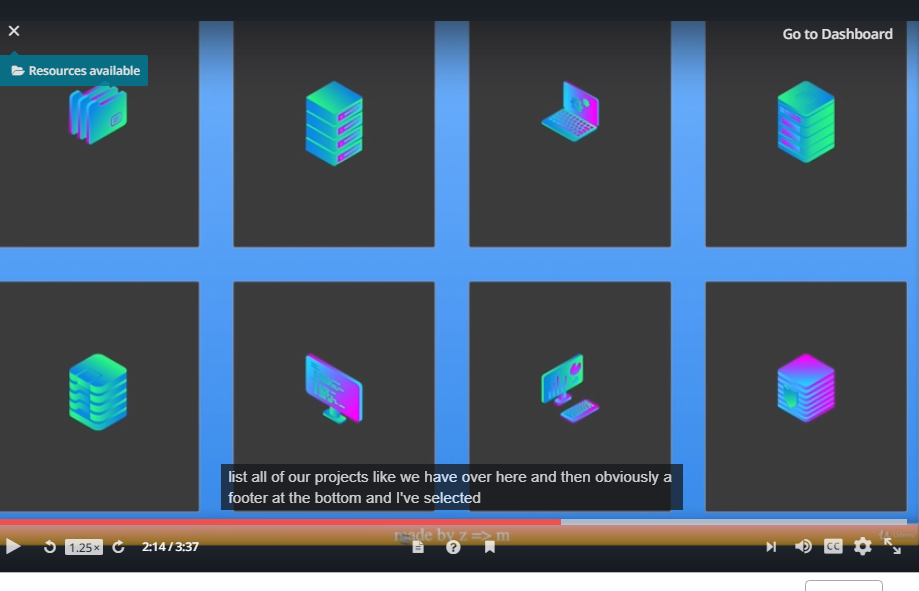 Go to Dashboard
Resources available
list all of our projects like we have over here and then obviously a
footer at the bottom and I've selected
made by z => m
1.25×
2:14 / 3:37
CC